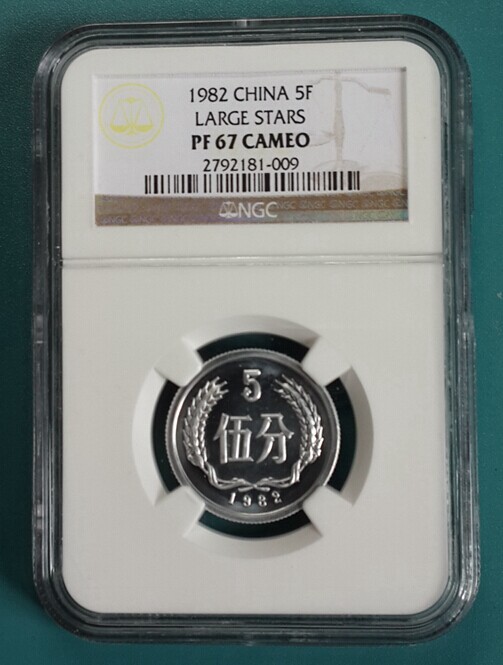 1982 CHINA 5F
LARGE STARS
PF 67 CAMEO
2792181-009
NGC
5
伍分
1982